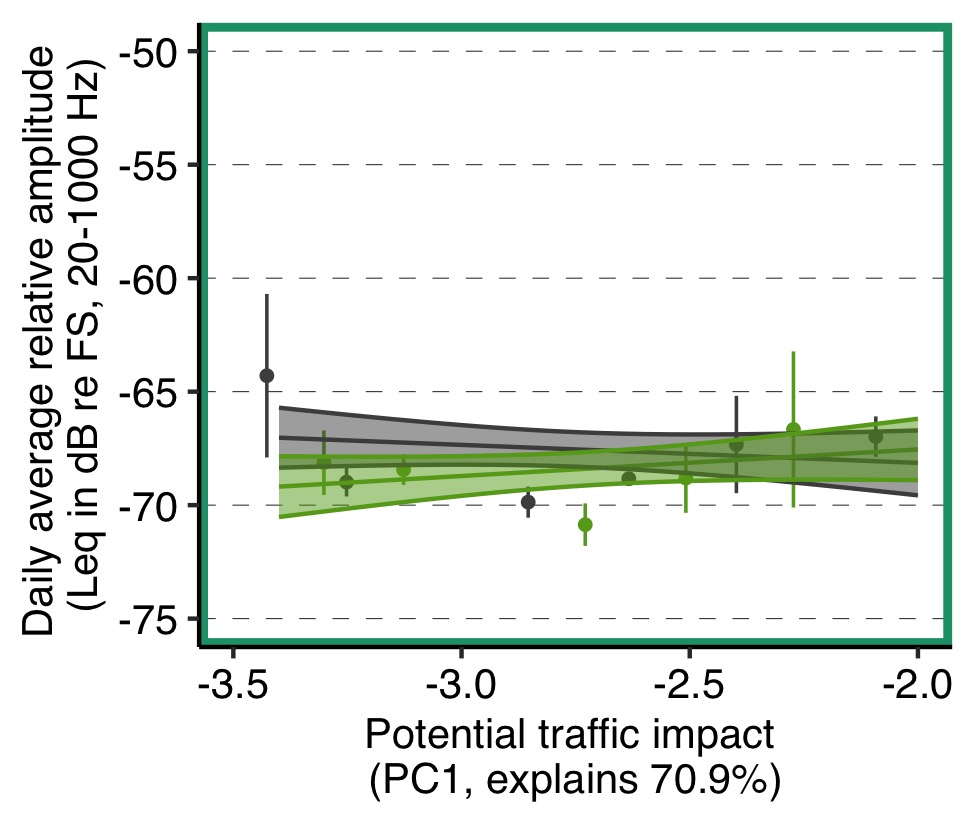 Daily average relative amplitude
(Leq in dB re FS, 20-1000 Hz)
-50
-55
-60
-65
-70
-75
-3.5
-3.0
-2.5
-2.0
Potential traffic impact
(PC1, explains 70.9%)